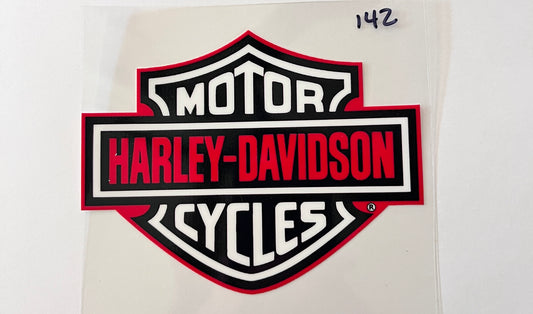 142
MOTOR
HARLEY-DAVIDSON
CYCLES
®